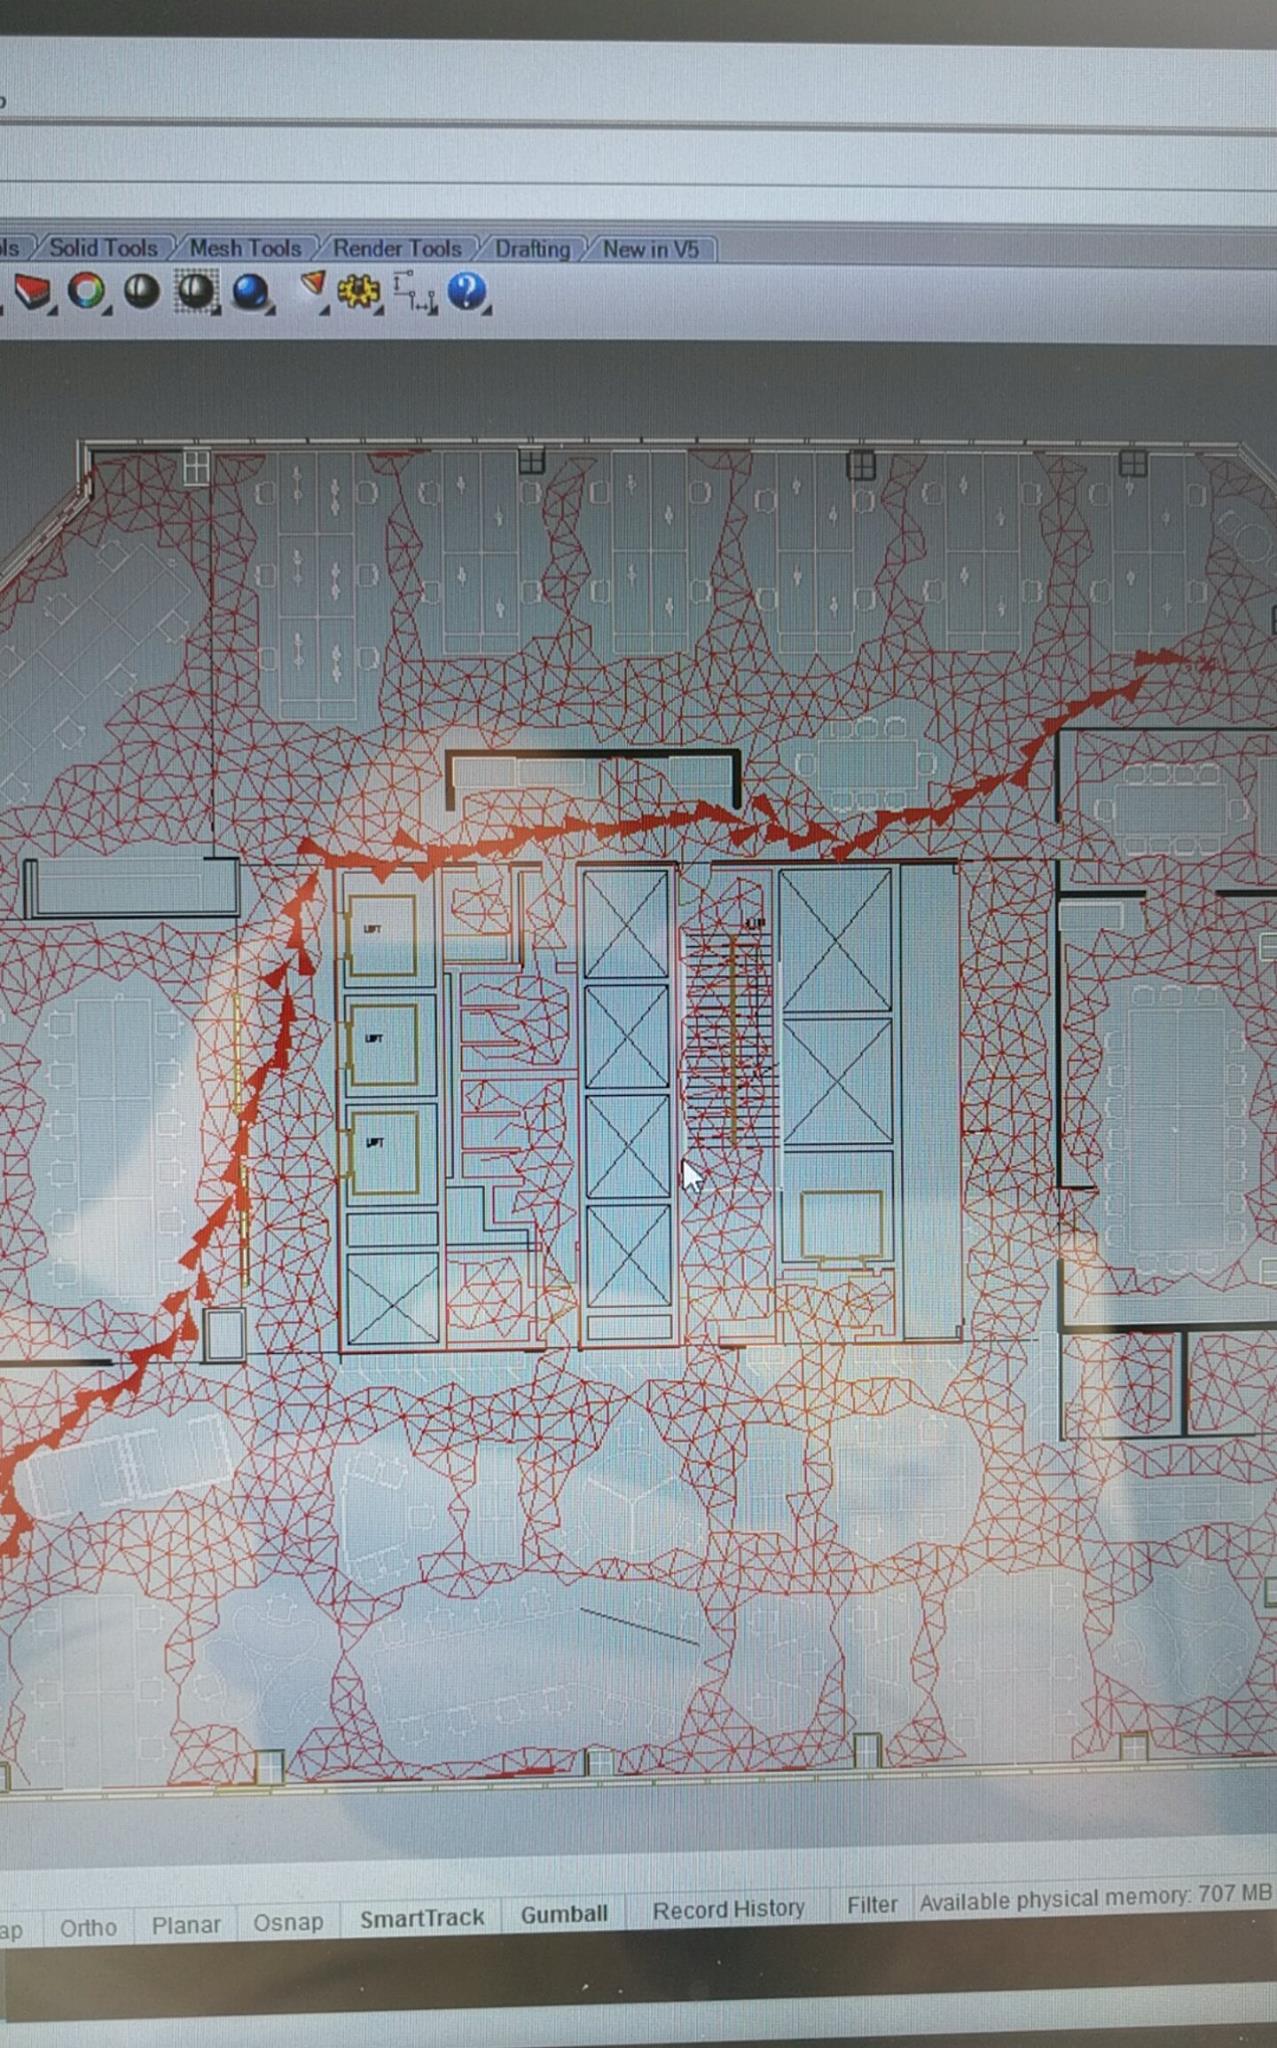 ls Solid Tools Mesh Tools Render Tools Drafting New in V5
LIFT
UP
LIFT
LIFT
ap Ortho Planar Osnap SmartTrack Gumball Record History Filter Available physical memory: 707 MB